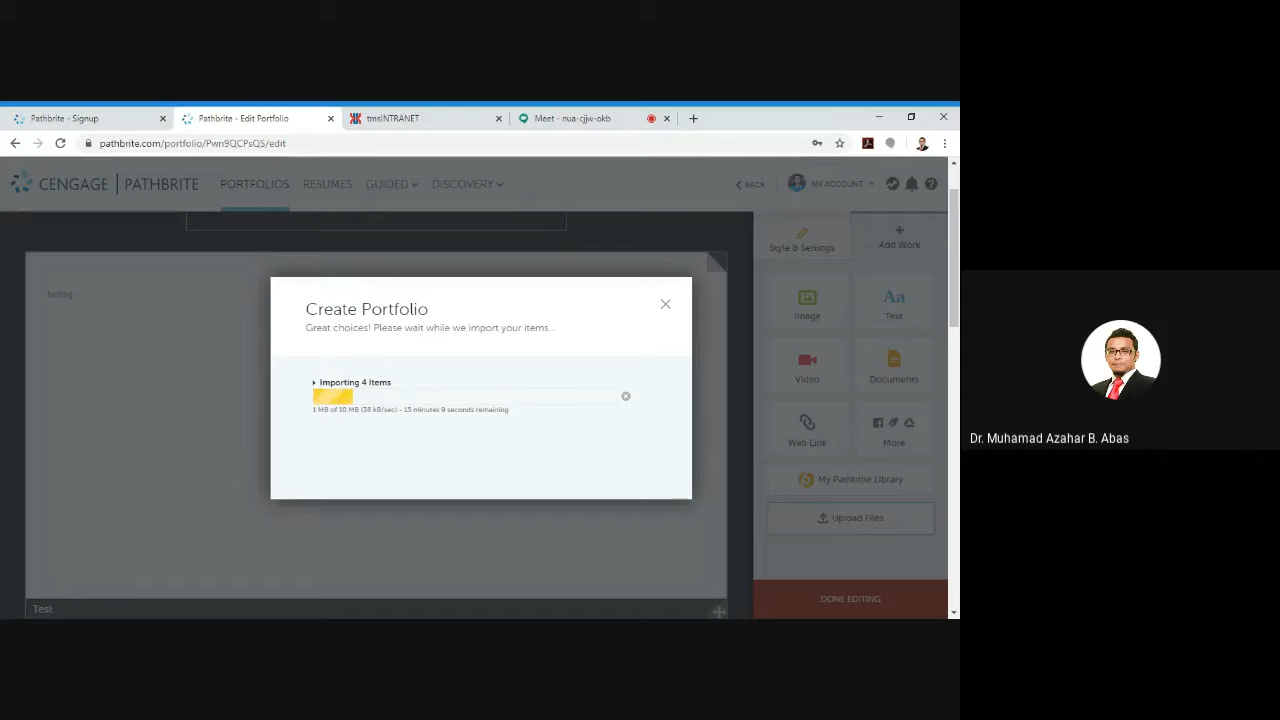 Pathbrite - Signup
Pathbrite - Edit Portfolio
tmsINTRANET
Meet - nua-cjjw-okb
pathbrite.com/portfolio/Pwn9QCPsQS/edit
CENGAGE | PATHBRITE
PORTFOLIOS
RESUMES
GUIDED
DISCOVERY
BACK
MY ACCOUNT
Style & Settings
Add Work
testing
Create Portfolio
Great choices! Please wait while we import your items...
Importing 4 Items
1 MB of 10 MB (38 kB/sec) - 15 minutes 9 seconds remaining
Image
Text
Video
Documents
Web Link
More
My Pathbrite Library
Upload Files
DONE EDITING
Test
Dr. Muhamad Azahar B. Abas